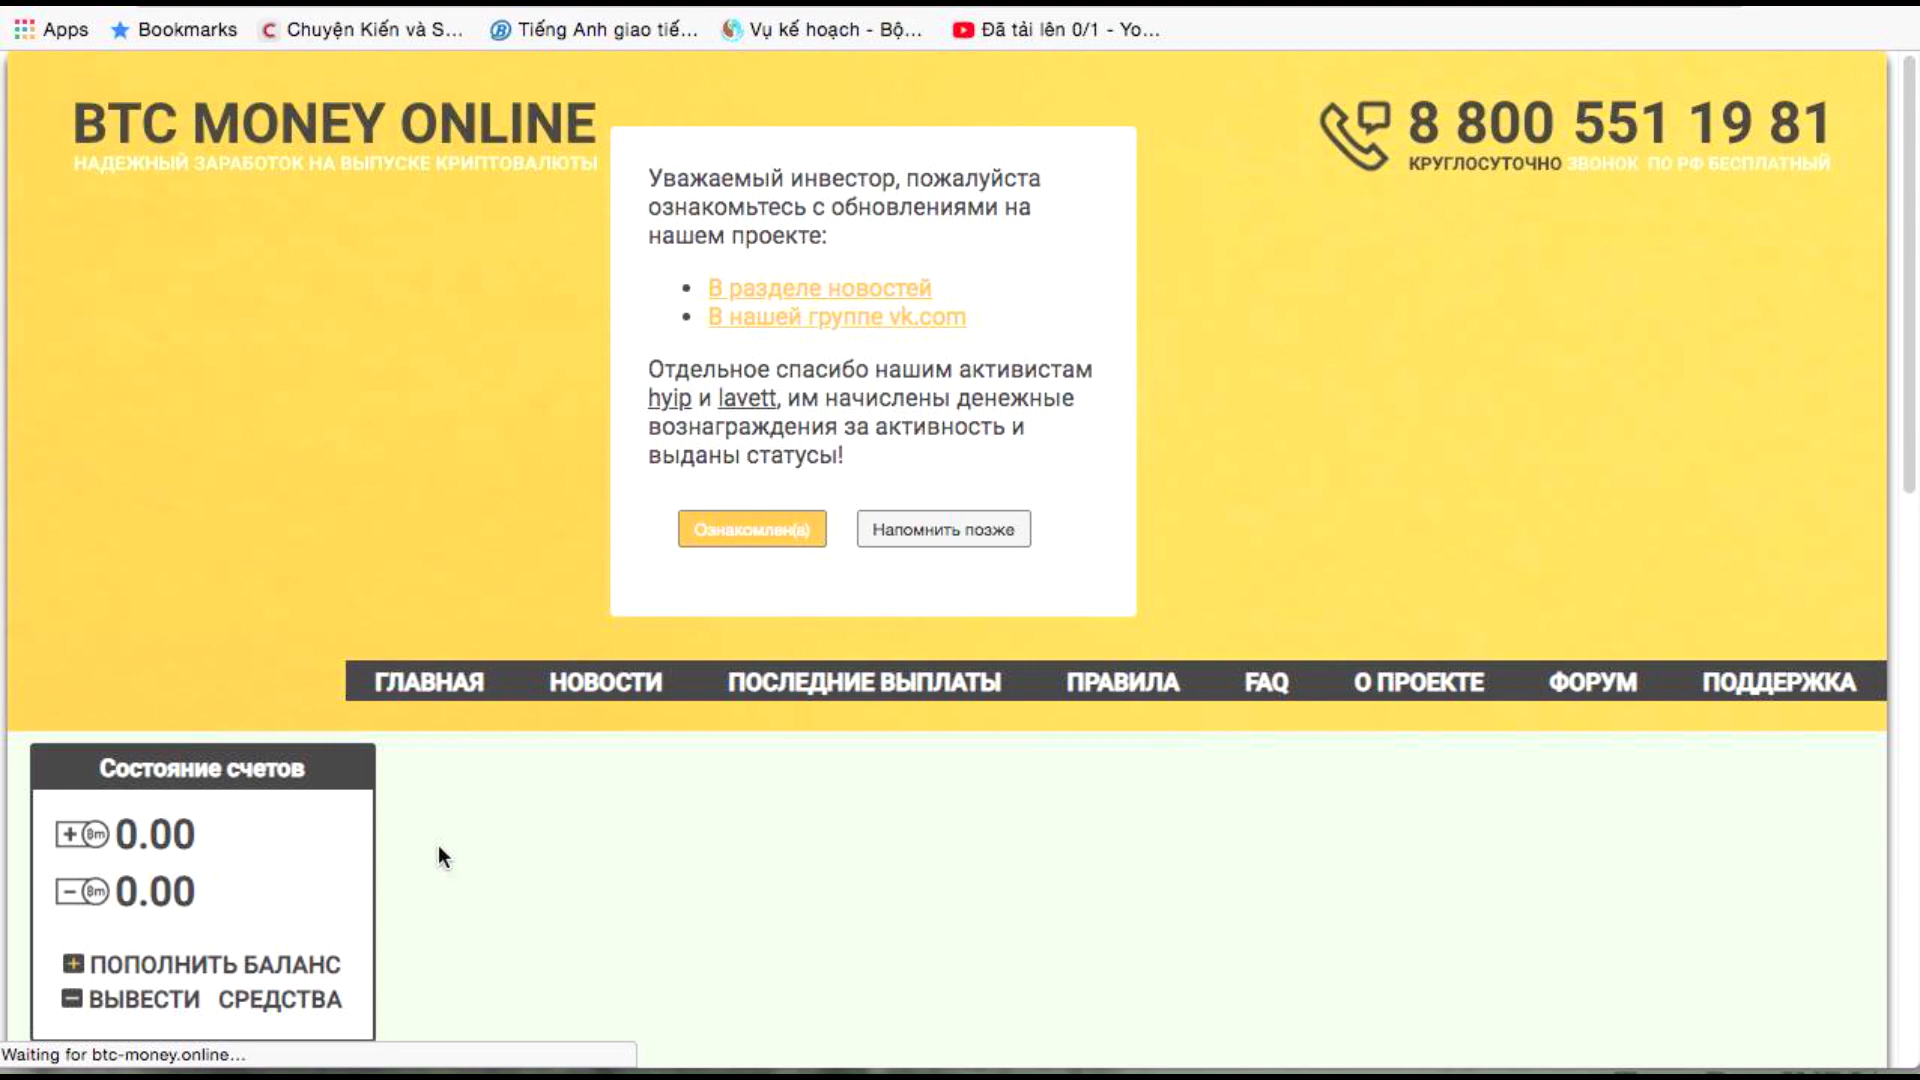 Apps Bookmarks Chuyện Kiến và S... Tiếng Anh giao tiế... Vụ kế hoạch - Bộ... Đã tải lên 0/1 - Yo...
BTC MONEY ONLINE
НАДЕЖНЫЙ ЗАРАБОТОК НА ВЫПУСКЕ КРИПТОВАЛЮТЫ
8 800 551 19 81
КРУГЛОСУТОЧНО ЗВОНОК ПО РФ БЕСПЛАТНЫЙ
Уважаемый инвестор, пожалуйста
ознакомьтесь с обновлениями на
нашем проекте:
В разделе новостей
В нашей группе vk.com
Отдельное спасибо нашим активистам
hyip и lavett, им начислены денежные
вознаграждения за активность и
выданы статусы!
Ознакомлен(а) Напомнить позже
ГЛАВНАЯ НОВОСТИ ПОСЛЕДНИЕ ВЫПЛАТЫ ПРАВИЛА FAQ О ПРОЕКТЕ ФОРУМ ПОДДЕРЖКА
Состояние счетов
+ Bm 0.00
- Bm 0.00
ПОПОЛНИТЬ БАЛАНС
ВЫВЕСТИ СРЕДСТВА
Waiting for btc-money.online...